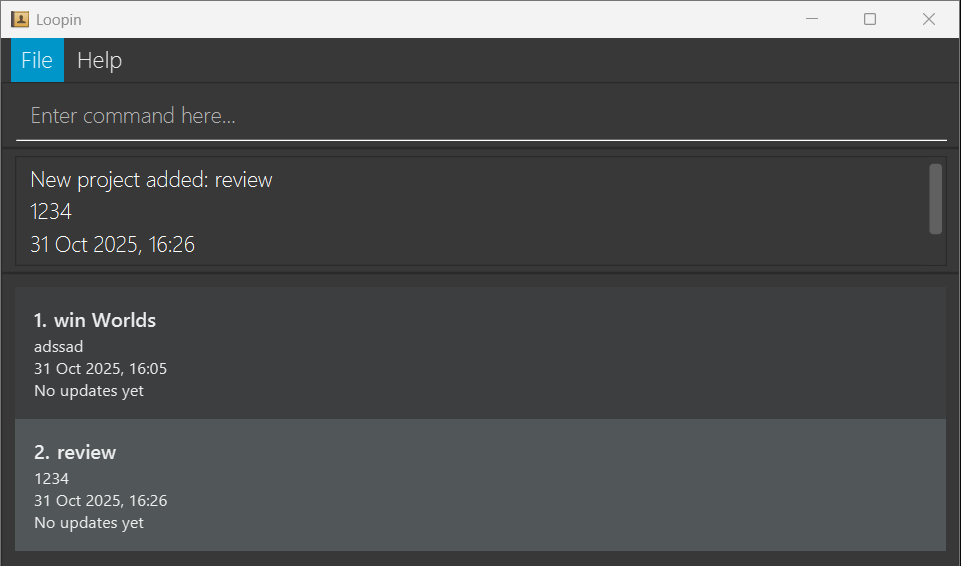 Loopin
File Help
Enter command here...
New project added: review
1234
31 Oct 2025, 16:26
1. win Worlds
adssad
31 Oct 2025, 16:05
No updates yet
2. review
1234
31 Oct 2025, 16:26
No updates yet